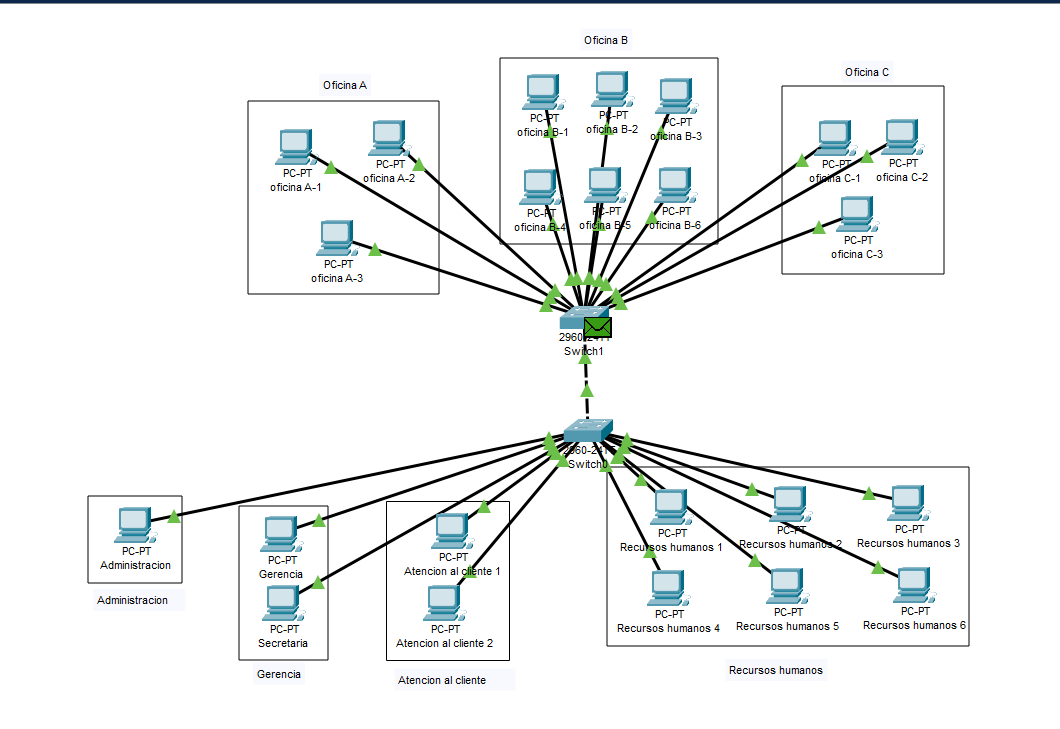 Oficina B
Oficina C
Oficina A
PC-PT
oficina B-1
PC-PT
oficina B-2
PC-PT
oficina B-3
PC-PT
oficina A-1
PC-PT
oficina A-2
PC-PT
oficina C-1
PC-PT
oficina C-2
PC-PT
oficina B-4
PC-PT
oficina B-5
PC-PT
oficina B-6
PC-PT
oficina A-3
PC-PT
oficina C-3
Switch1
Switch0
PC-PT
Administracion
Administracion
PC-PT
Gerencia
PC-PT
Secretaria
Gerencia
PC-PT
Atencion al cliente 1
PC-PT
Atencion al cliente 2
Atencion al cliente
PC-PT
Recursos humanos 1
PC-PT
Recursos humanos 2
PC-PT
Recursos humanos 3
PC-PT
Recursos humanos 4
PC-PT
Recursos humanos 5
PC-PT
Recursos humanos 6
Recursos humanos